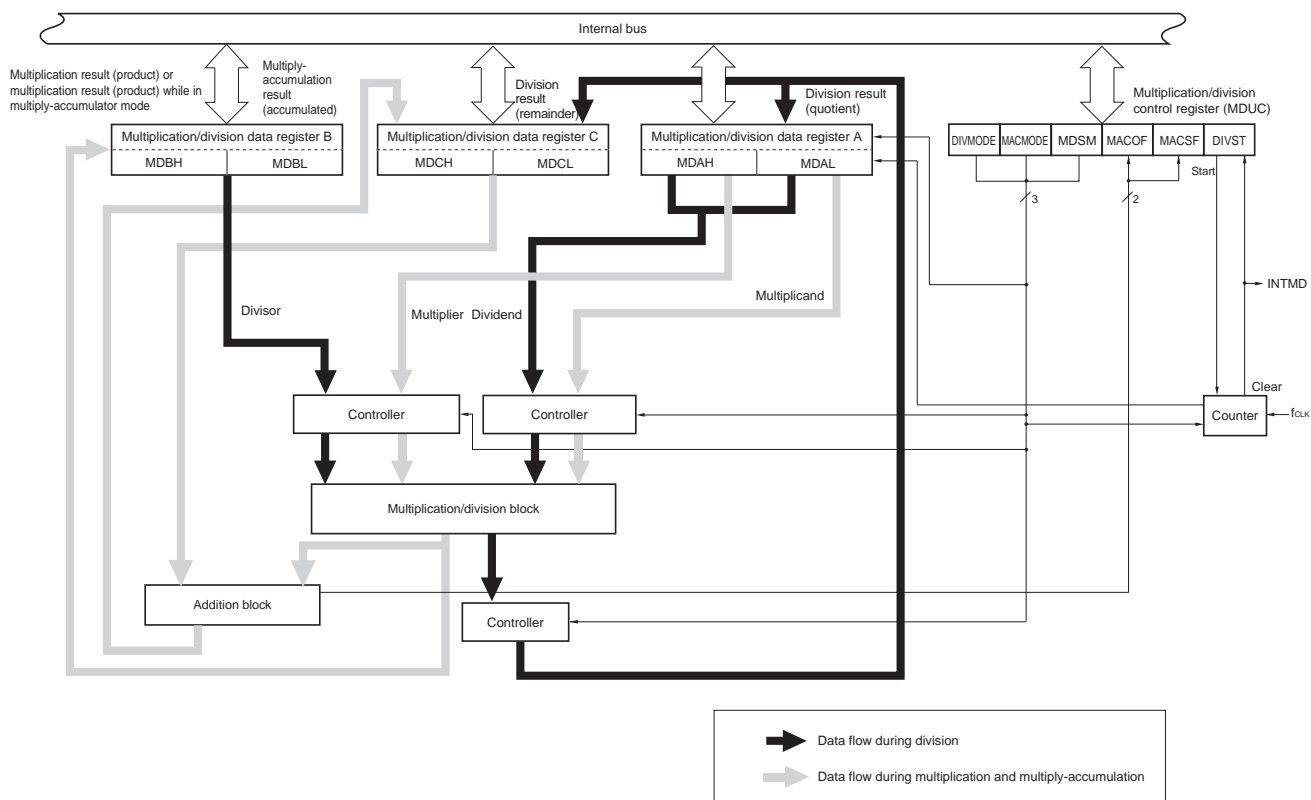 Internal bus
Multiplication result (product) or
multiplication result (product) while in
multiply-accumulator mode
Multiply-
accumulation
result
(accumulated)
Division
result
(remainder)
Division result
(quotient)
Multiplication/division
control register (MDUC)
Multiplication/division data register B
MDBH
MDBL
Multiplication/division data register C
MDCH
MDCL
Multiplication/division data register A
MDAH
MDAL
DIVMODE
MACMODE
MDSM
MACOF
MACSF
DIVST
Start
3
2
INTMD
Divisor
Multiplier
Dividend
Multiplicand
Clear
Controller
Controller
Counter
fCLK
Multiplication/division block
Addition block
Controller
Data flow during division
Data flow during multiplication and multiply-accumulation